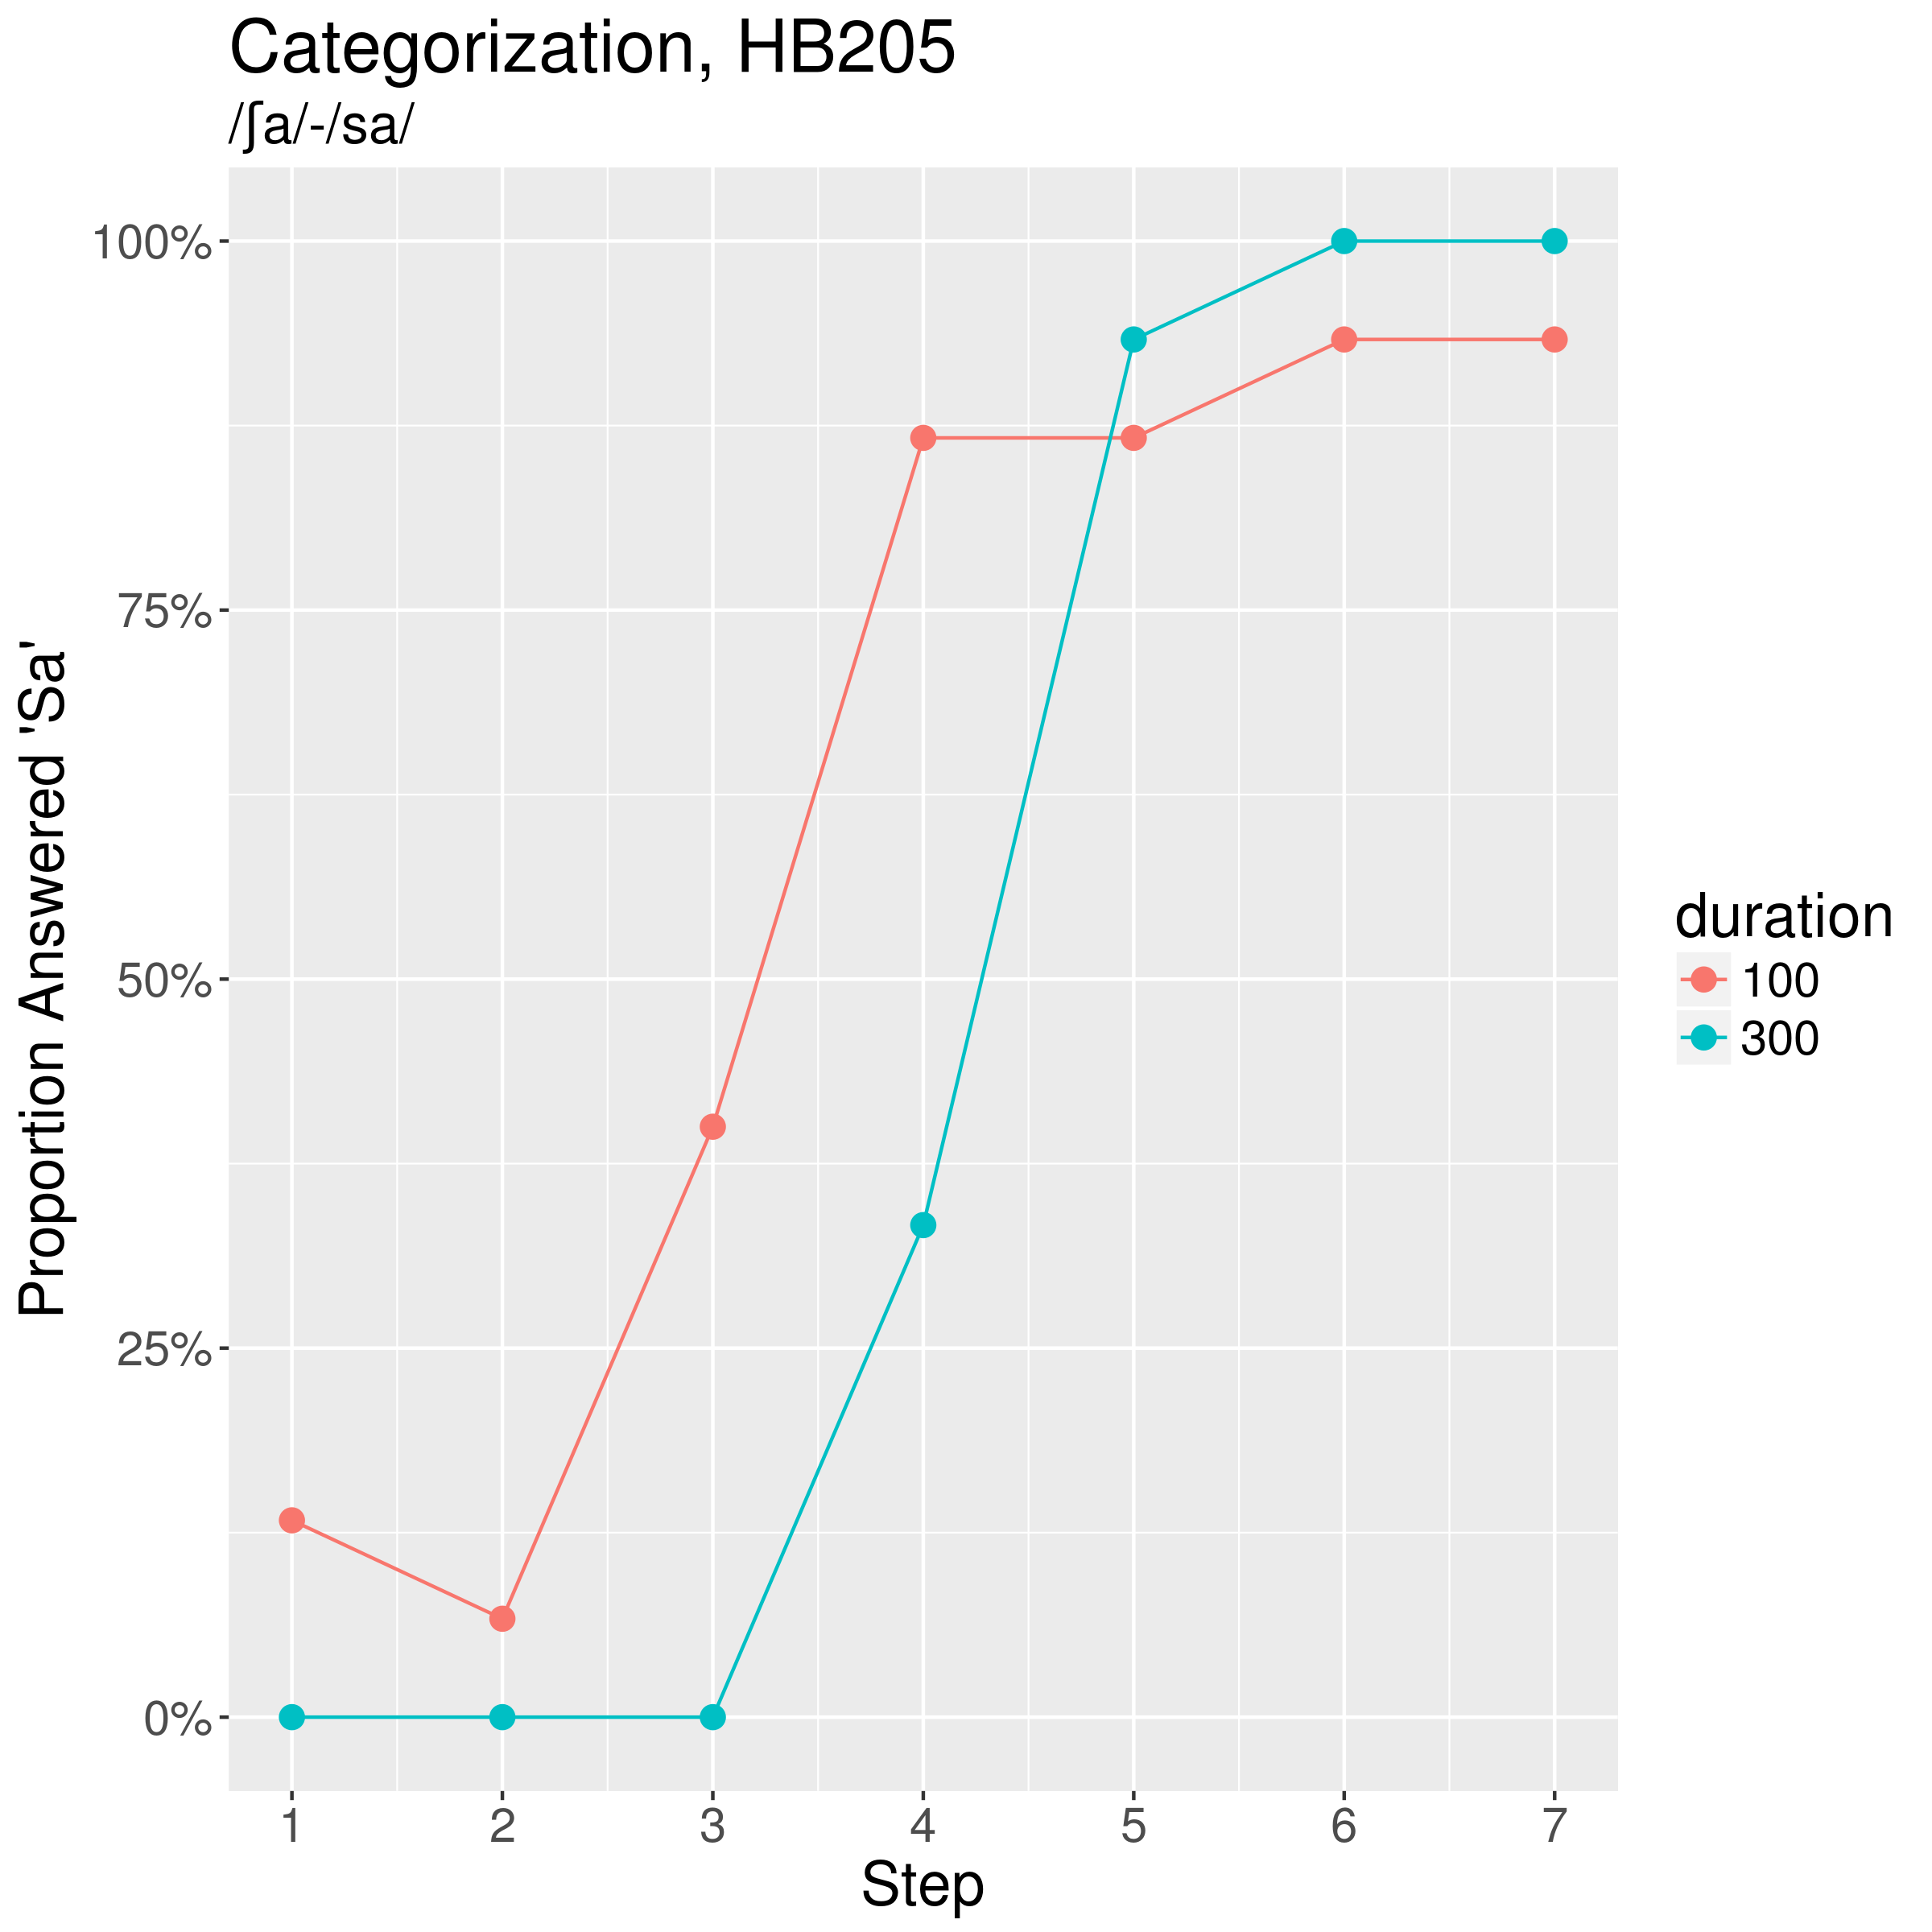 Categorization, HB205
/ʃa/-/sa/
Proportion Answered 'Sa'
100%
75%
50%
25%
0%
1 2 3 4 5 6 7
Step
duration
100
300